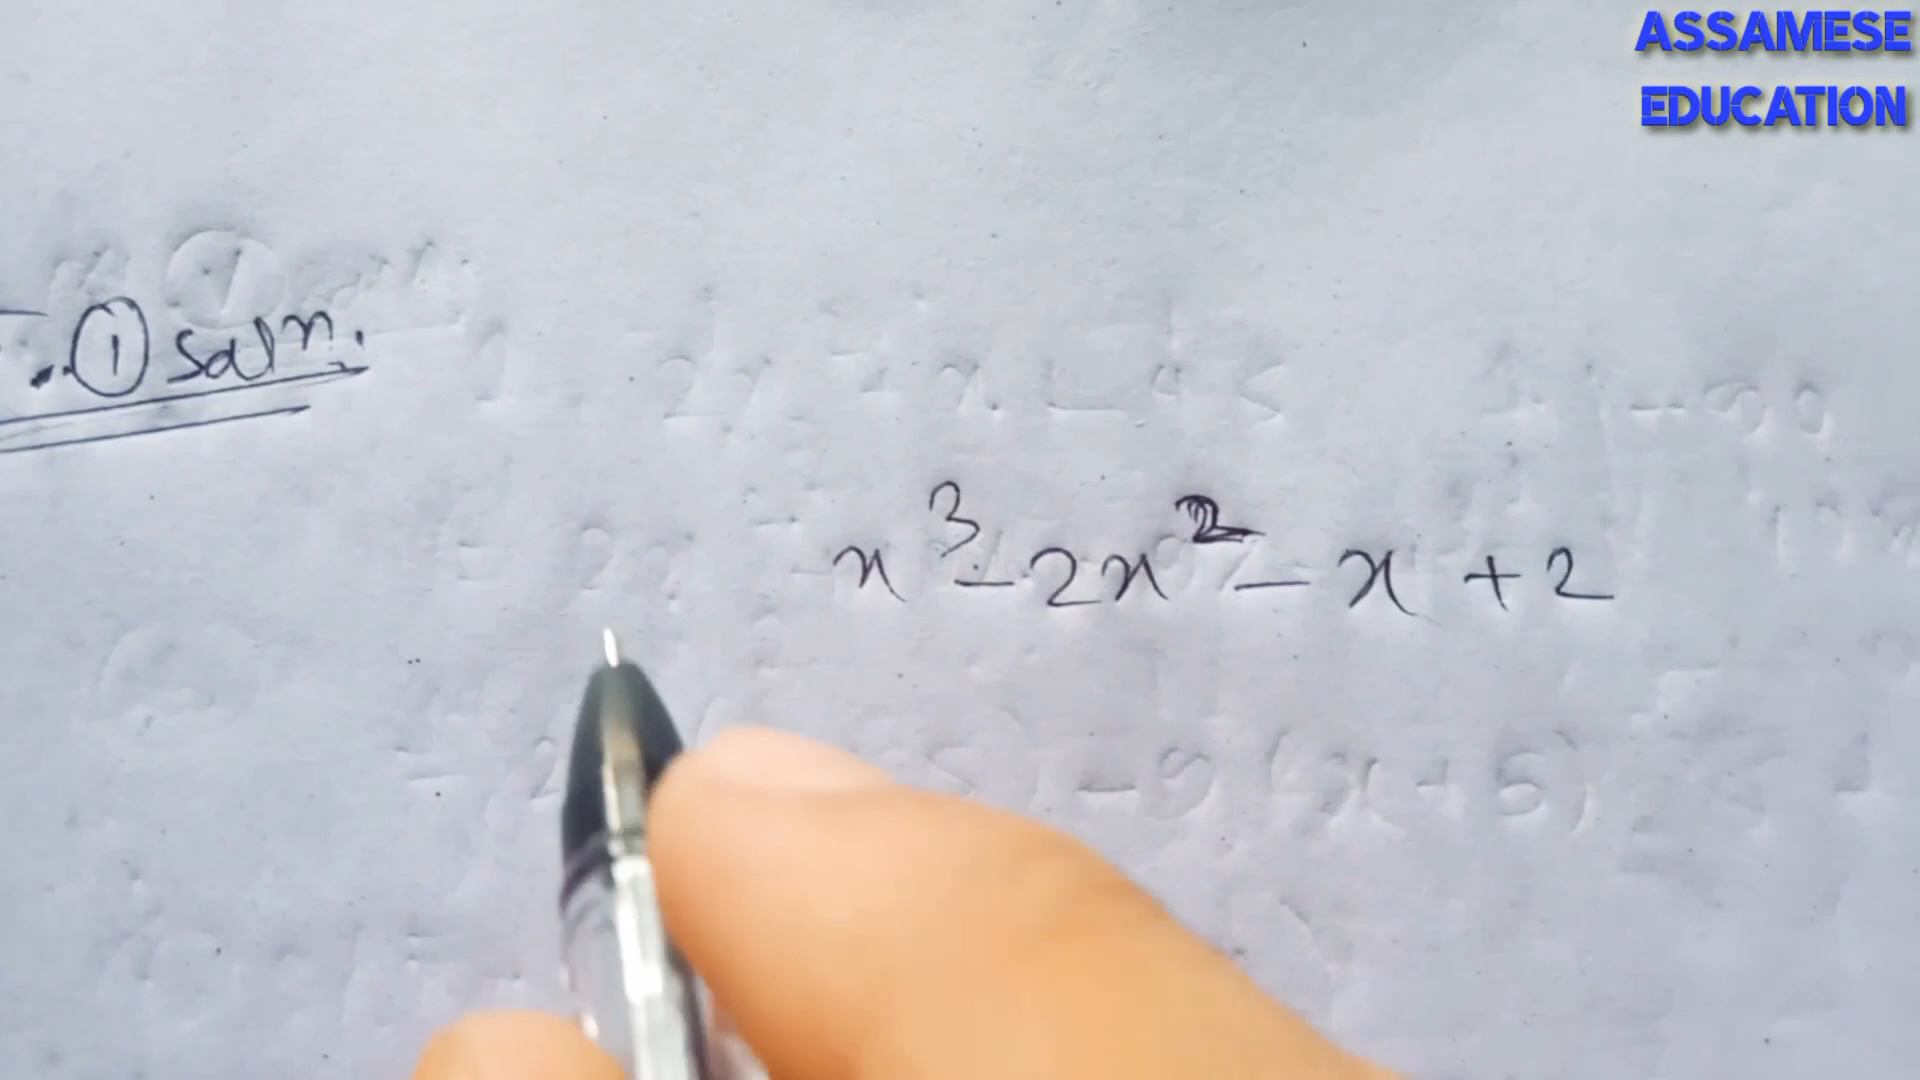 ASSAMESE
EDUCATION
① Solⁿ.
x³ - 2x² - x + 2